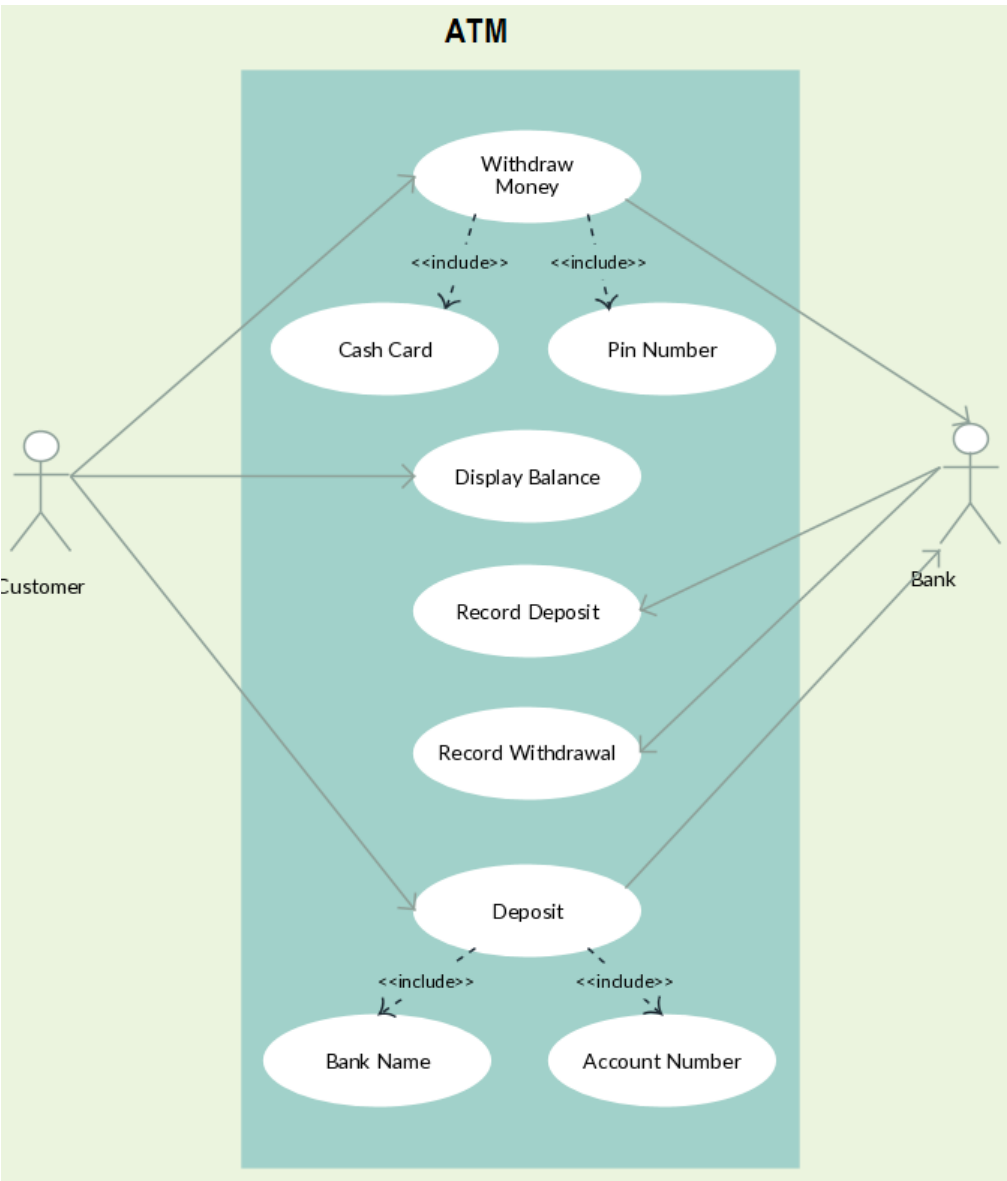 ATM
Withdraw
Money
<<include>>
<<include>>
Cash Card
Pin Number
Display Balance
Customer
Bank
Record Deposit
Record Withdrawal
Deposit
<<include>>
<<include>>
Bank Name
Account Number